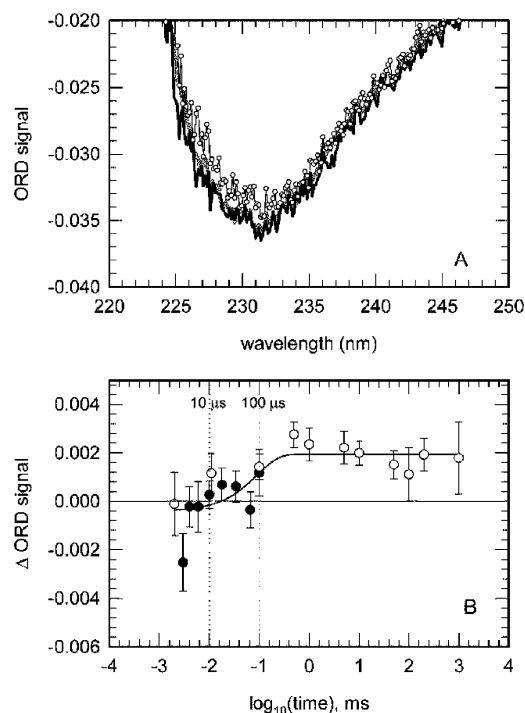 -0.020
-0.025
-0.030
-0.035
-0.040
ORD signal
A
220 225 230 235 240 245 250
wavelength (nm)
0.004
0.002
0.000
-0.002
-0.004
-0.006
Δ ORD signal
10 μs 100 μs
B
-4 -3 -2 -1 0 1 2 3 4
log10(time), ms